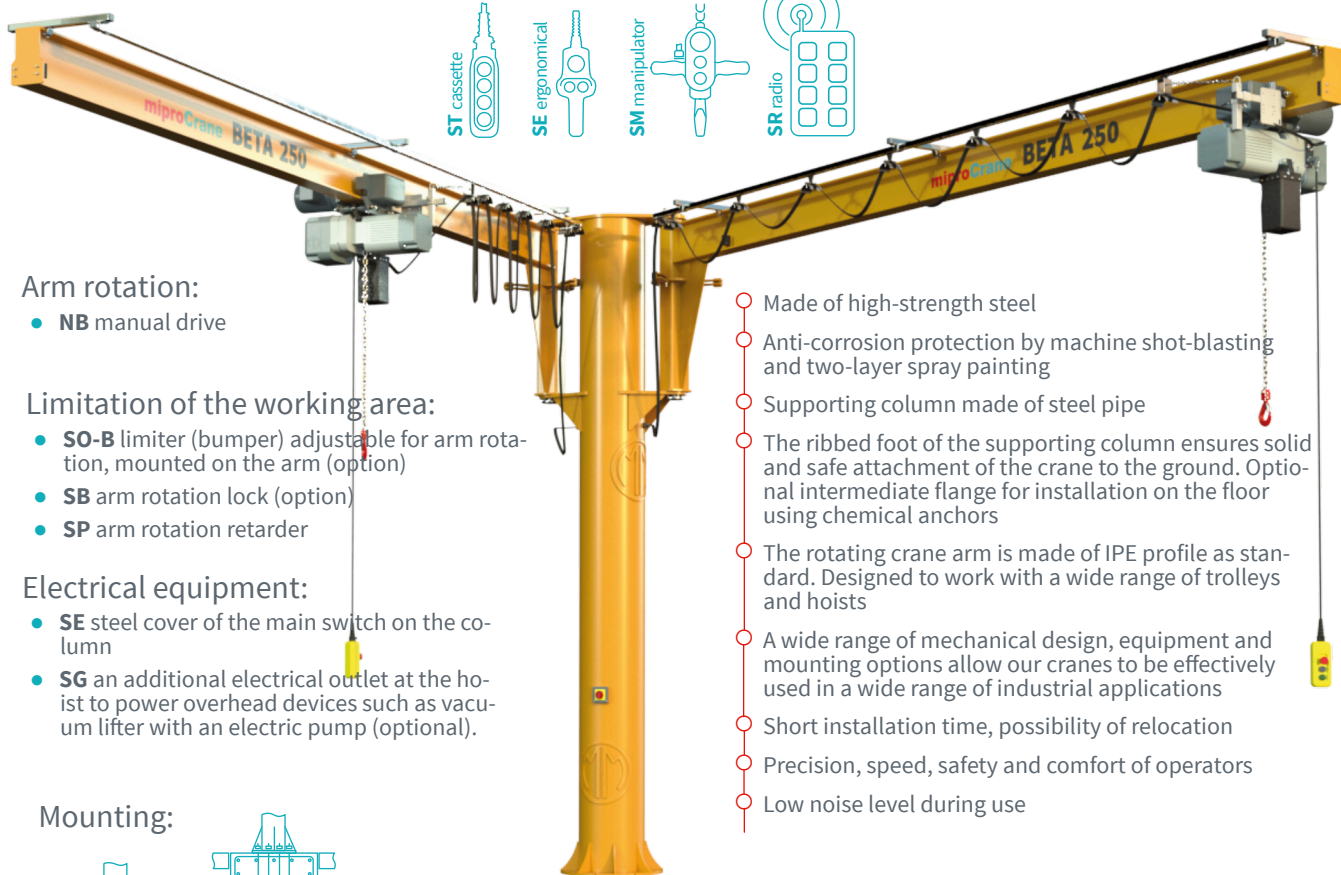 ST cassette
SE ergonomical
SM manipulator
SR radio
miproCrane BETA 250
miproCrane BETA 250
Arm rotation:
NB manual drive
Limitation of the working area:
SO-B limiter (bumper) adjustable for arm rota-
tion, mounted on the arm (option)
SB arm rotation lock (option)
SP arm rotation retarder
Electrical equipment:
SE steel cover of the main switch on the co-
lumn
SG an additional electrical outlet at the ho-
ist to power overhead devices such as vacu-
um lifter with an electric pump (optional).
Mounting:
Made of high-strength steel
Anti-corrosion protection by machine shot-blasting
and two-layer spray painting
Supporting column made of steel pipe
The ribbed foot of the supporting column ensures solid
and safe attachment of the crane to the ground. Optio-
nal intermediate flange for installation on the floor
using chemical anchors
The rotating crane arm is made of IPE profile as stan-
dard. Designed to work with a wide range of trolleys
and hoists
A wide range of mechanical design, equipment and
mounting options allow our cranes to be effectively
used in a wide range of industrial applications
Short installation time, possibility of relocation
Precision, speed, safety and comfort of operators
Low noise level during use